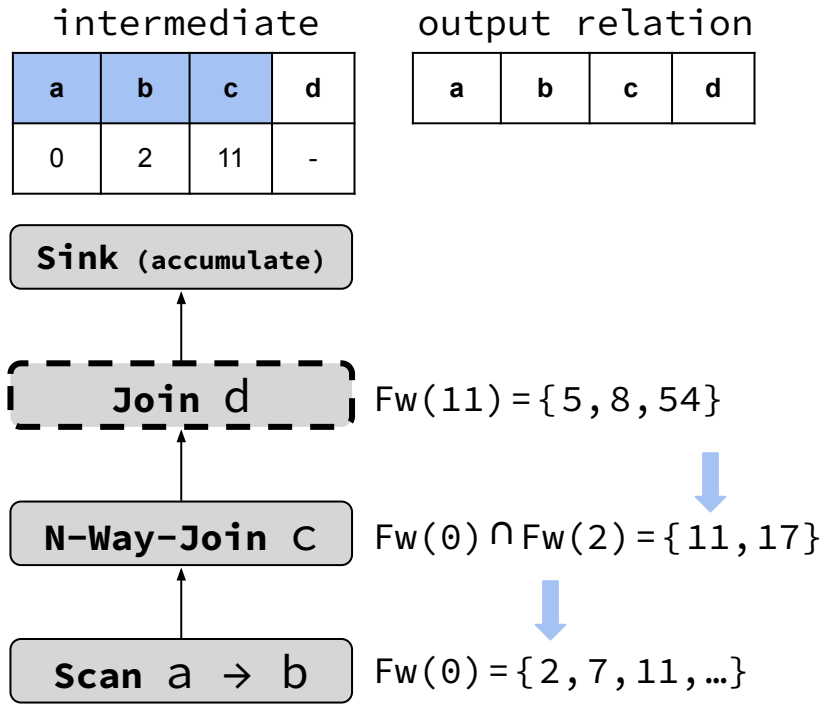 intermediate
output relation
a b c d
a b c d
0 2 11 -
Sink (accumulate)
Join d
Fw(11)={5,8,54}
N-Way-Join c
Fw(0)∩Fw(2)={11,17}
Scan a → b
Fw(0)={2,7,11,…}